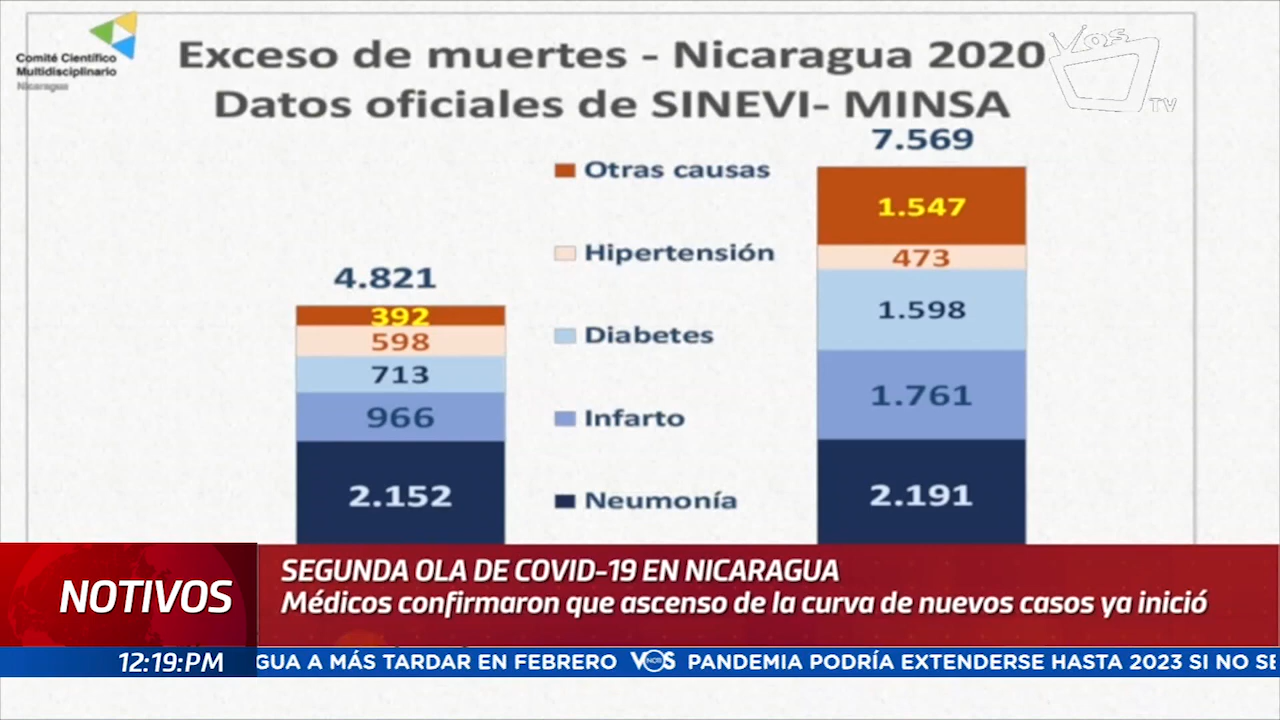 Comité Científico
Multidisciplinario
Nicaragua
Exceso de muertes - Nicaragua 2020
Datos oficiales de SINEVI- MINSA
VOS
TV
7.569
Otras causas
1.547
Hipertensión
473
4.821
392
598
Diabetes
1.598
713
966
Infarto
1.761
2.152
Neumonía
2.191
NOTIVOS
SEGUNDA OLA DE COVID-19 EN NICARAGUA
Médicos confirmaron que ascenso de la curva de nuevos casos ya inició
12:19:PM
GUA A MÁS TARDAR EN FEBRERO VOS PANDEMIA PODRÍA EXTENDERSE HASTA 2023 SI NO SE